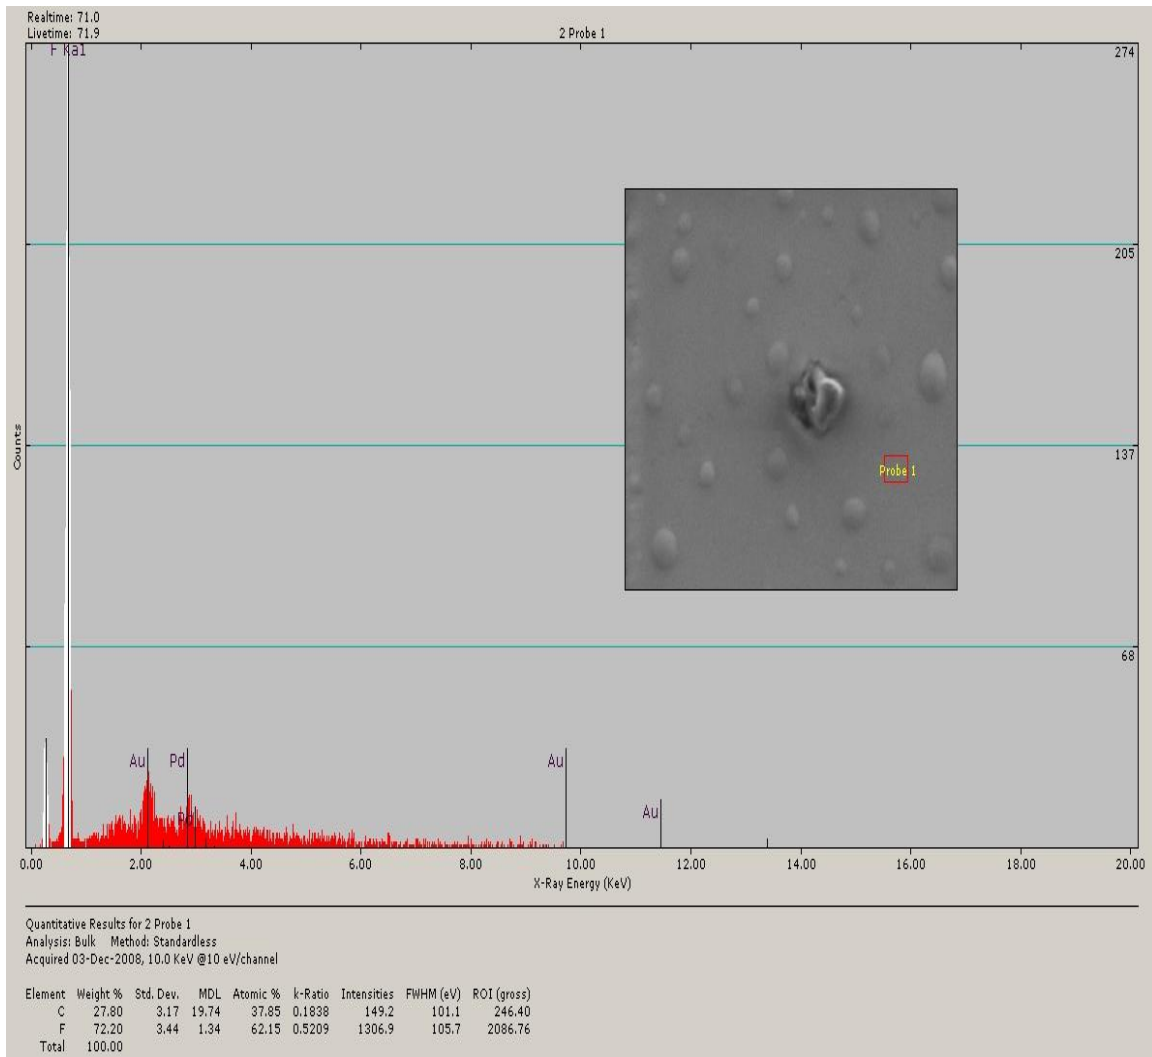 Realtime: 71.0
Livetime: 71.9
2 Probe 1
F Ka1
274
205
137
68
Counts
Au
Pd
Au
Au
Probe 1
0.00 2.00 4.00 6.00 8.00 10.00 12.00 14.00 16.00 18.00 20.00
X-Ray Energy (KeV)
Quantitative Results for 2 Probe 1
Analysis: Bulk Method: Standardless
Acquired 03-Dec-2008, 10.0 KeV @10 eV/channel
Element Weight % Std. Dev. MDL Atomic % k-Ratio Intensities FWHM (eV) ROI (gross)
C 27.80 3.17 19.74 37.85 0.1838 149.2 101.1 246.40
F 72.20 3.44 1.34 62.15 0.5209 1306.9 105.7 2086.76
Total 100.00